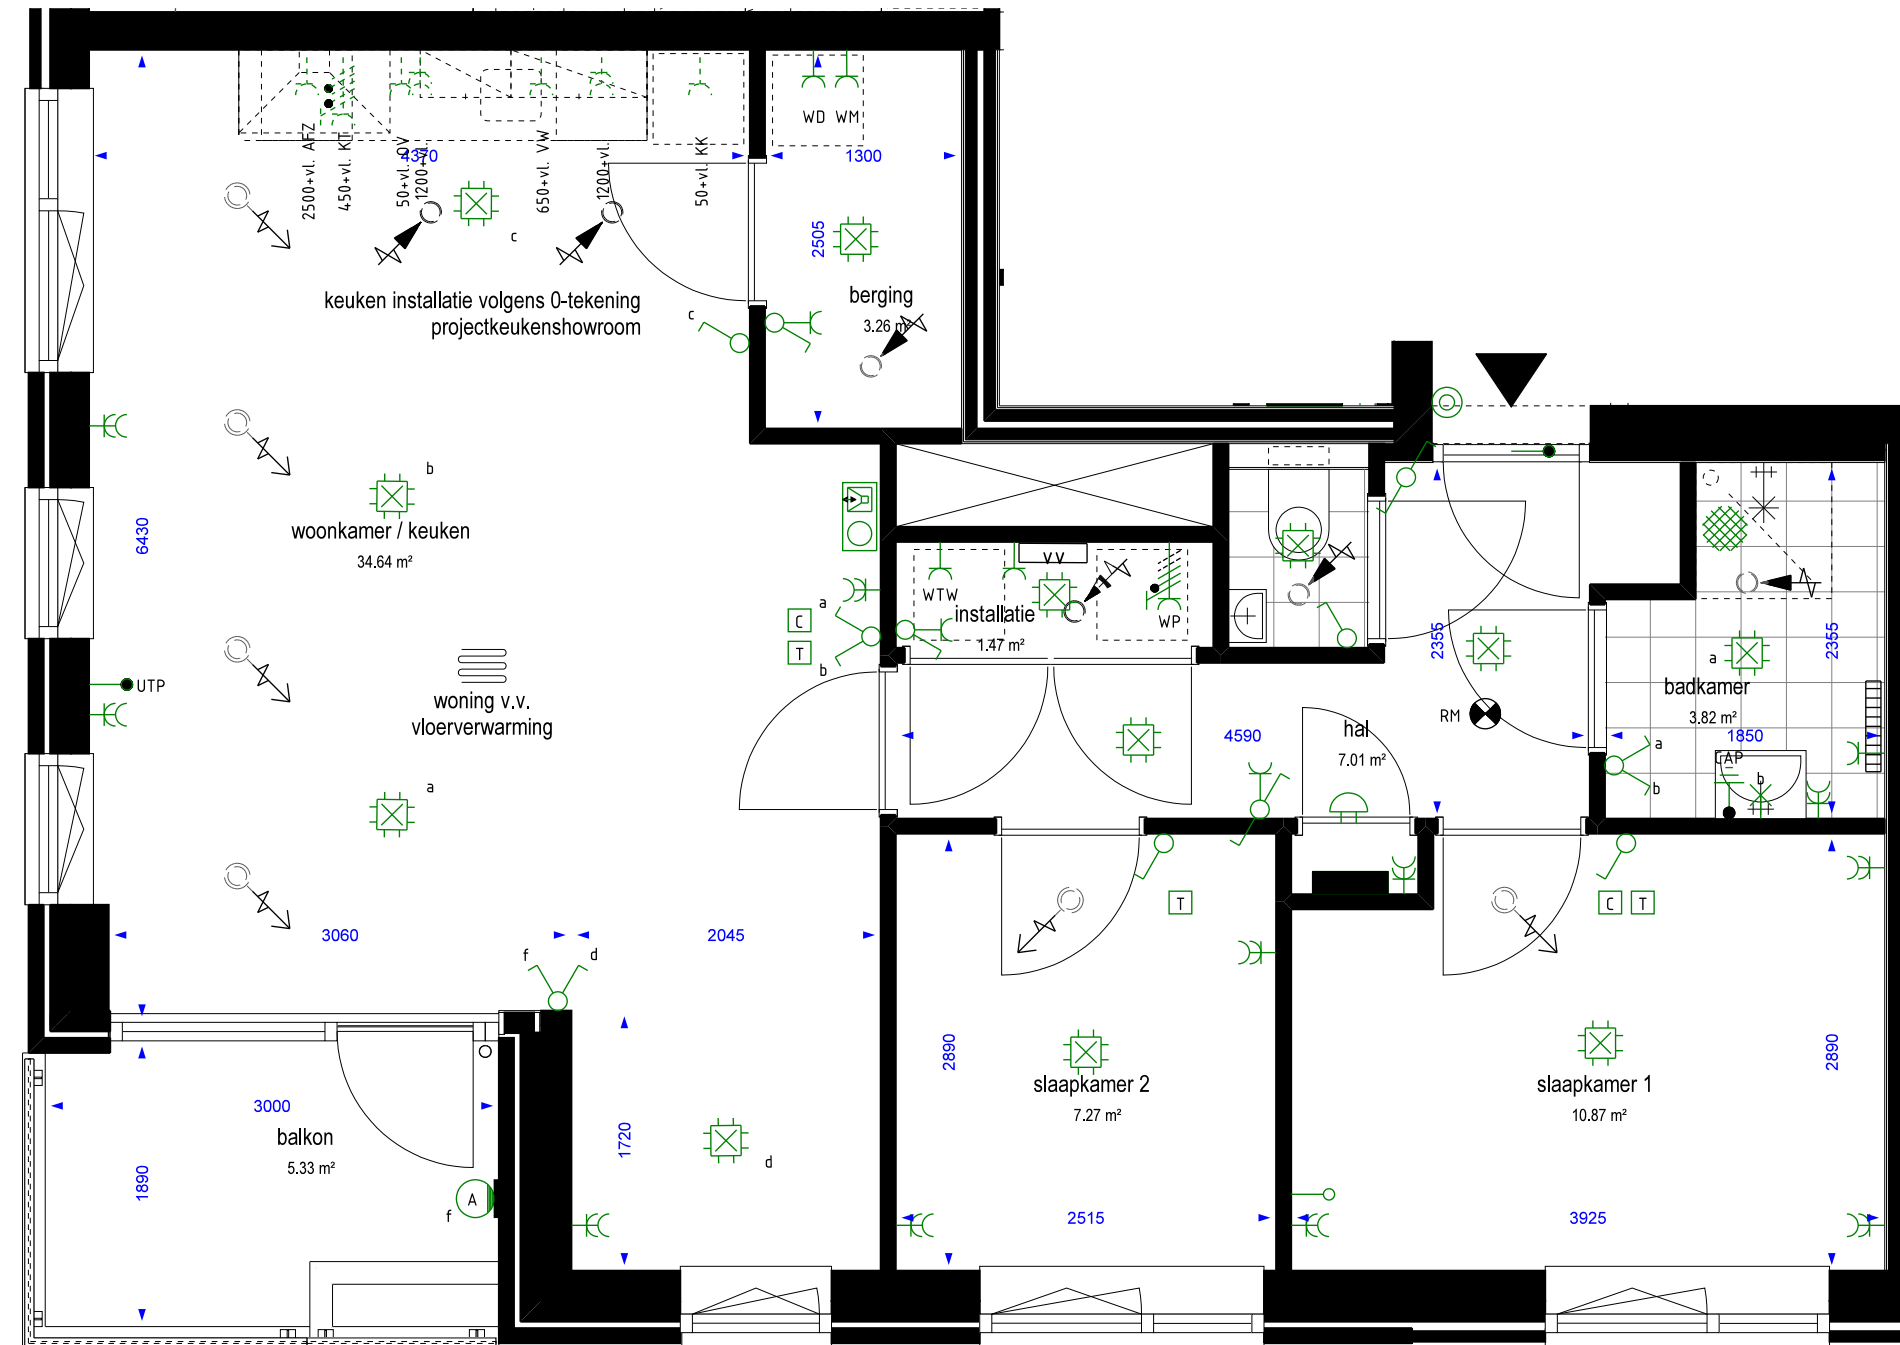 WD WM
2500+vl. AFZ
450+vl. KT
50+vl. OV
1200+vl.
650+vl. VW
1200+vl.
50+vl. KK
4370
1300
2505
c
keuken installatie volgens 0-tekening
projectkeukenshowroom
c
berging
3.26 m²
b
woonkamer / keuken
34.64 m²
6430
VV
WTW
WP
installatie
1.47 m²
a
C
T
b
2355
2355
a
badkamer
3.82 m²
UTP
woning v.v.
vloerverwarming
RM
hal
7.01 m²
4590
1850
a
b
CAP
b
a
T
C T
3060
2045
f
d
2890
2890
slaapkamer 2
7.27 m²
slaapkamer 1
10.87 m²
3000
balkon
5.33 m²
1890
1720
d
A
f
2515
3925